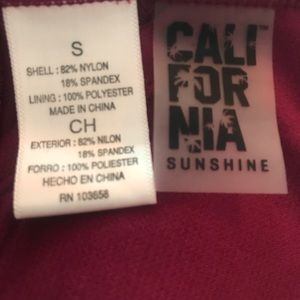 S
SHELL : 82% NYLON
18% SPANDEX
LINING : 100% POLYESTER
MADE IN CHINA
CH
EXTERIOR : 82% NILON
18% SPANDEX
FORRO : 100% POLIESTER
HECHO EN CHINA
RN 103658
CALI™
FOR
NIA
SUNSHINE